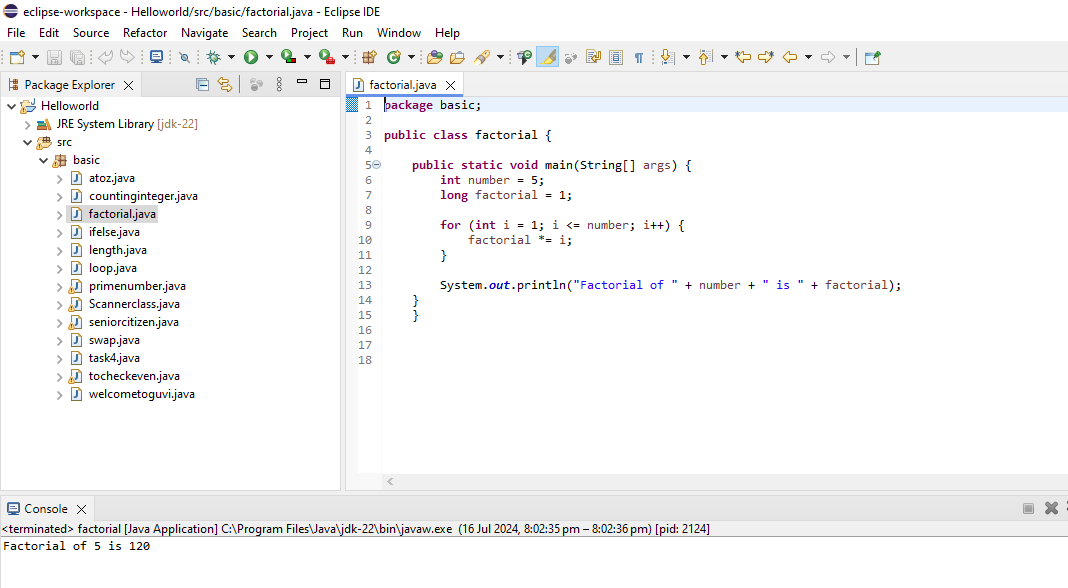 eclipse-workspace - Helloworld/src/basic/factorial.java - Eclipse IDE
File Edit Source Refactor Navigate Search Project Run Window Help
Package Explorer
Helloworld
JRE System Library [jdk-22]
src
basic
atoz.java
countinginteger.java
factorial.java
ifelse.java
length.java
loop.java
primenumber.java
Scannerclass.java
seniorcitizen.java
swap.java
task4.java
tocheckeven.java
welcometoguvi.java
factorial.java
1 package basic;
2
3 public class factorial {
4
5     public static void main(String[] args) {
6         int number = 5;
7         long factorial = 1;
8
9         for (int i = 1; i <= number; i++) {
10             factorial *= i;
11         }
12
13         System.out.println("Factorial of " + number + " is " + factorial);
14     }
15     }
16
17
18
Console
<terminated> factorial [Java Application] C:\Program Files\Java\jdk-22\bin\javaw.exe (16 Jul 2024, 8:02:35 pm – 8:02:36 pm) [pid: 2124]
Factorial of 5 is 120